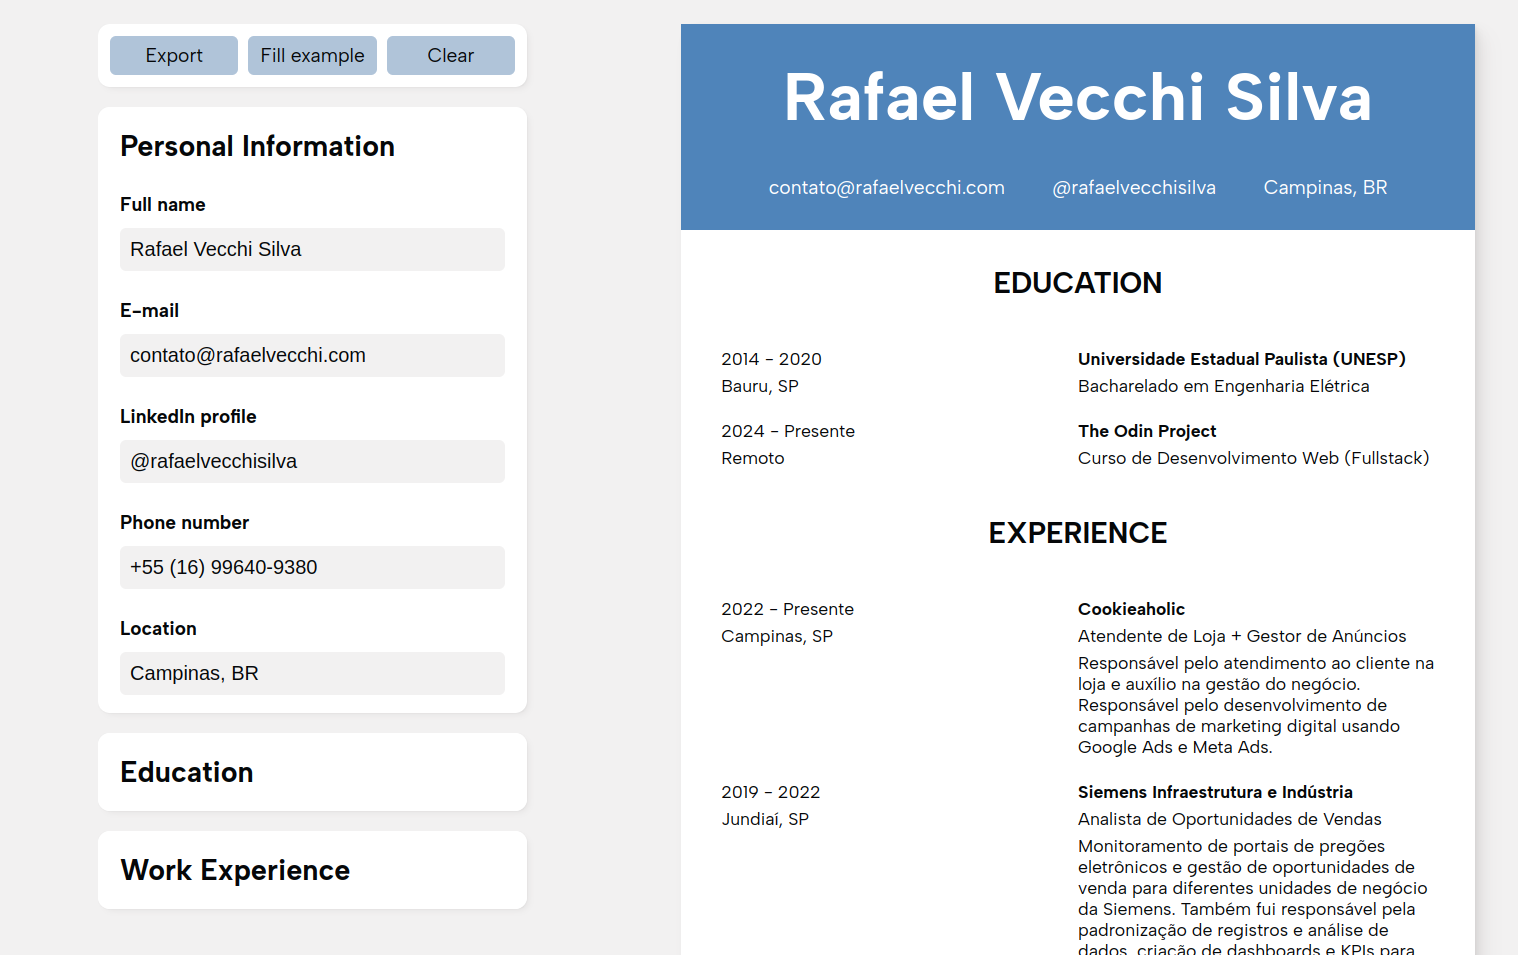 Export
Fill example
Clear
Personal Information
Full name
Rafael Vecchi Silva
E-mail
contato@rafaelvecchi.com
LinkedIn profile
@rafaelvecchisilva
Phone number
+55 (16) 99640-9380
Location
Campinas, BR
Education
Work Experience
Rafael Vecchi Silva
contato@rafaelvecchi.com
@rafaelvecchisilva
Campinas, BR
EDUCATION
2014 - 2020
Bauru, SP
Universidade Estadual Paulista (UNESP)
Bacharelado em Engenharia Elétrica
2024 - Presente
Remoto
The Odin Project
Curso de Desenvolvimento Web (Fullstack)
EXPERIENCE
2022 - Presente
Campinas, SP
Cookieaholic
Atendente de Loja + Gestor de Anúncios
Responsável pelo atendimento ao cliente na
loja e auxílio na gestão do negócio.
Responsável pelo desenvolvimento de
campanhas de marketing digital usando
Google Ads e Meta Ads.
2019 - 2022
Jundiaí, SP
Siemens Infraestrutura e Indústria
Analista de Oportunidades de Vendas
Monitoramento de portais de pregões
eletrônicos e gestão de oportunidades de
venda para diferentes unidades de negócio
da Siemens. Também fui responsável pela
padronização de registros e análise de
dados, criação de dashboards e KPIs para